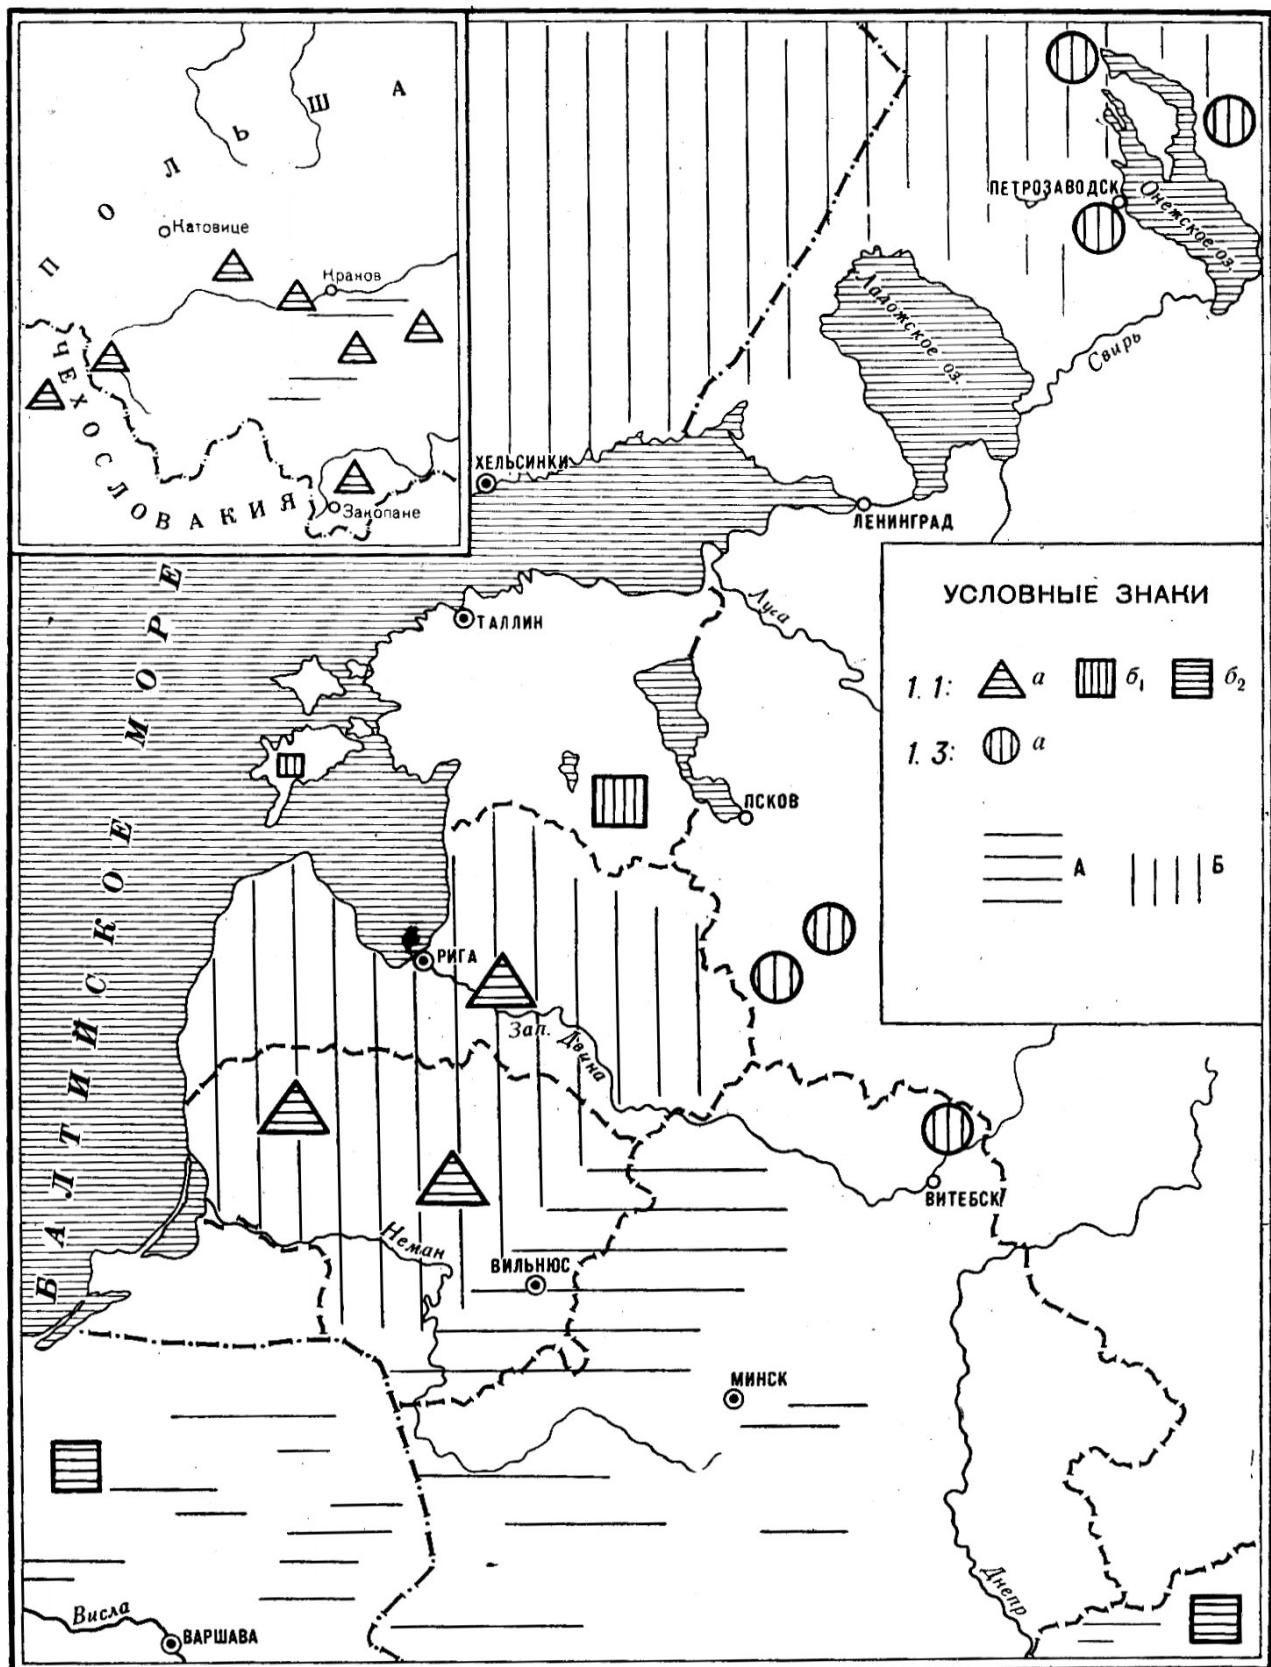 ПОЛЬША
Катовице
Кранов
ЧЕХОСЛОВАКИЯ
Закопане
ПЕТРОЗАВОДСК
Онежское оз.
Ладожское оз.
Свирь
ХЕЛЬСИНКИ
ЛЕНИНГРАД
ТАЛЛИН
Луса
БАЛТИЙСКОЕ МОРЕ
УСЛОВНЫЕ ЗНАКИ
1.1: а б₁ б₂
1.3: а
А Б
ПСКОВ
РИГА
Зап. Двина
ВИТЕБСК
Неман
ВИЛЬНЮС
МИНСК
Днепр
Висла
ВАРШАВА